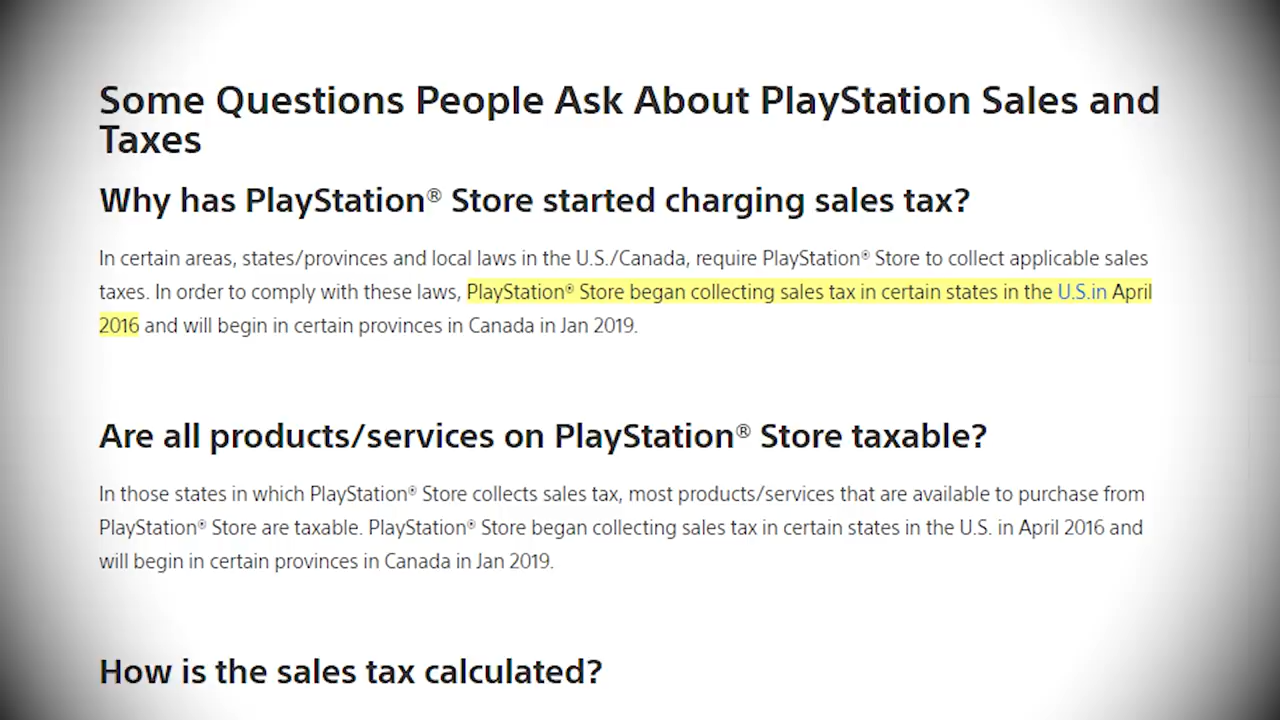 Some Questions People Ask About PlayStation Sales and
Taxes
Why has PlayStation® Store started charging sales tax?
In certain areas, states/provinces and local laws in the U.S./Canada, require PlayStation® Store to collect applicable sales
taxes. In order to comply with these laws, PlayStation® Store began collecting sales tax in certain states in the U.S.in April
2016 and will begin in certain provinces in Canada in Jan 2019.
Are all products/services on PlayStation® Store taxable?
In those states in which PlayStation® Store collects sales tax, most products/services that are available to purchase from
PlayStation® Store are taxable. PlayStation® Store began collecting sales tax in certain states in the U.S. in April 2016 and
will begin in certain provinces in Canada in Jan 2019.
How is the sales tax calculated?